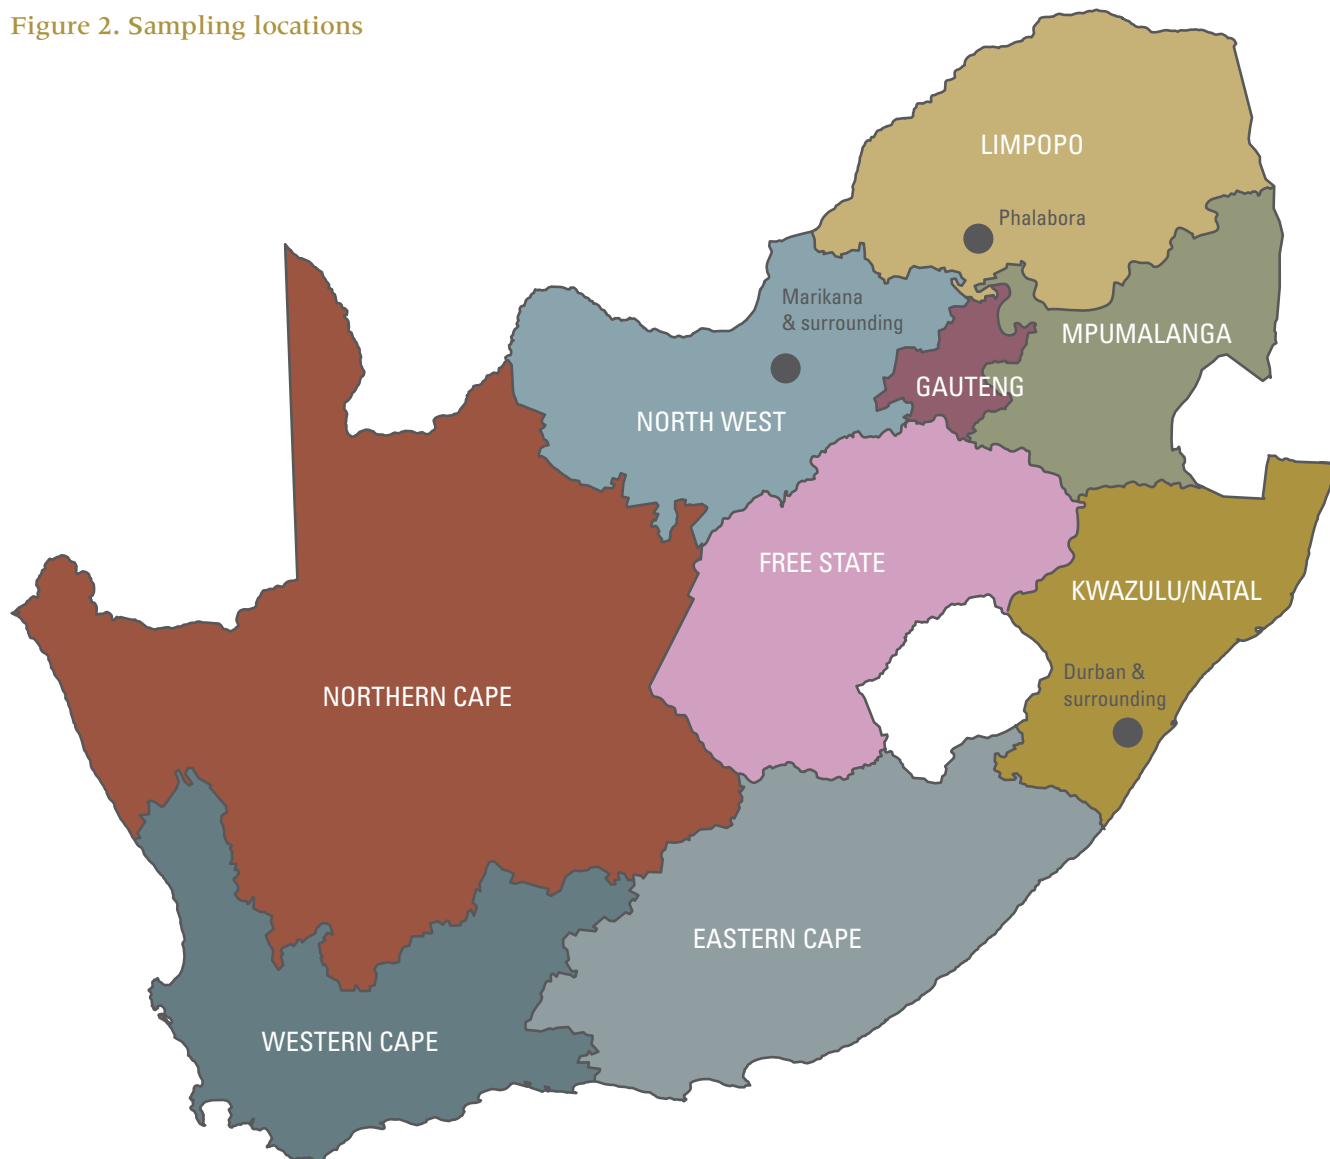 Figure 2. Sampling locations
LIMPOPO
Phalabora
Marikana
& surrounding
MPUMALANGA
GAUTENG
NORTH WEST
FREE STATE
KWAZULU/NATAL
Durban &
surrounding
NORTHERN CAPE
EASTERN CAPE
WESTERN CAPE